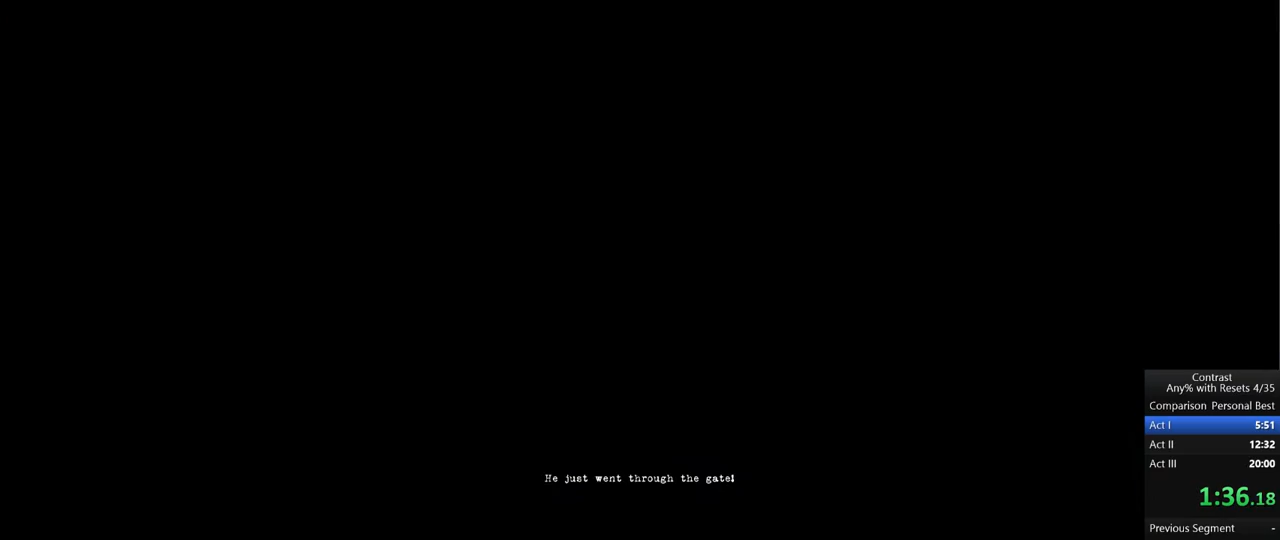 Contrast
Any% with Resets 4/35
Comparison Personal Best
Act I 5:51
Act II 12:32
Act III 20:00
He just went through the gate!
1:36.18
Previous Segment -